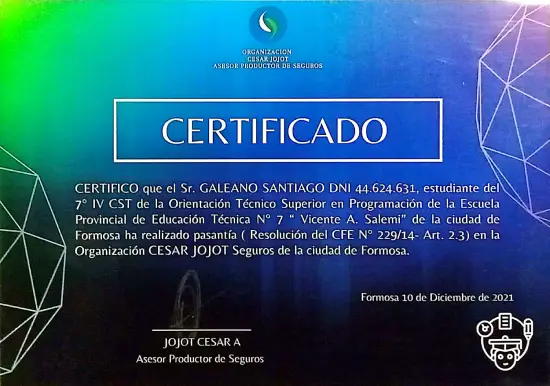 ORGANIZACION
CESAR JOJOT
ASESOR PRODUCTOR DE SEGUROS
CERTIFICADO
CERTIFICO que el Sr. GALEANO SANTIAGO DNI 44.624.631, estudiante del
7° IV CST de la Orientación Técnico Superior en Programación de la Escuela
Provincial de Educación Técnica N° 7 “ Vicente A. Salemi” de la ciudad de
Formosa ha realizado pasantía ( Resolución del CFE N° 229/14- Art. 2.3) en la
Organización CESAR JOJOT Seguros de la ciudad de Formosa.
Formosa 10 de Diciembre de 2021
JOJOT CESAR A
Asesor Productor de Seguros